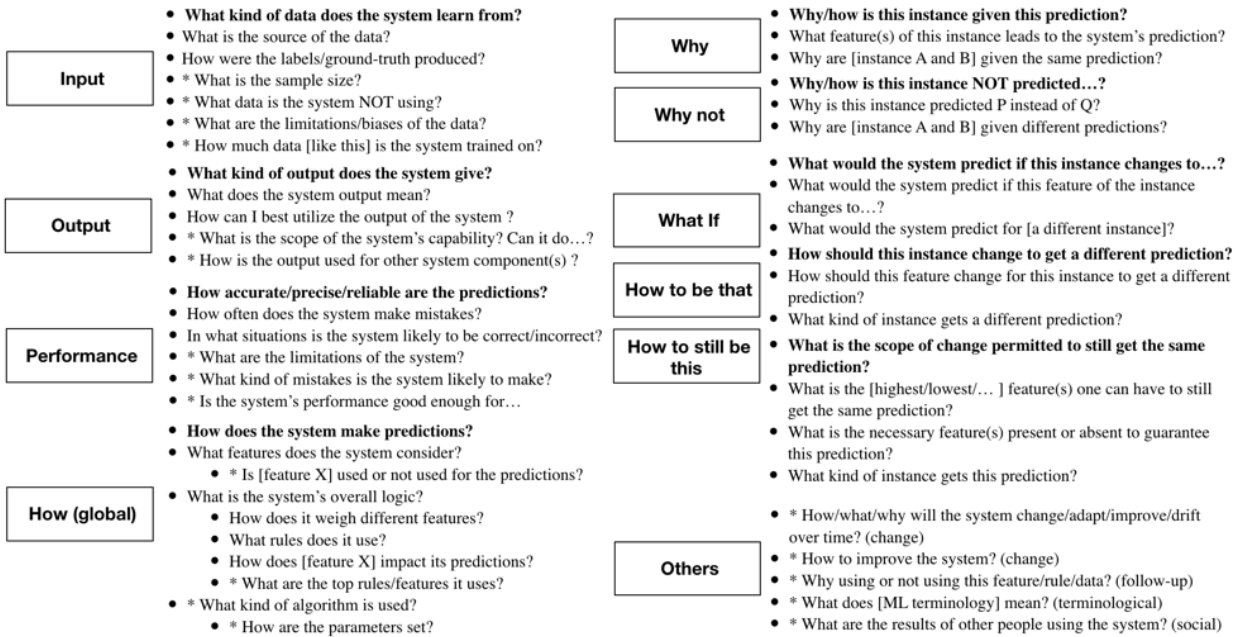 Input
• What kind of data does the system learn from?
• What is the source of the data?
• How were the labels/ground-truth produced?
• * What is the sample size?
• * What data is the system NOT using?
• * What are the limitations/biases of the data?
• * How much data [like this] is the system trained on?
Output
• What kind of output does the system give?
• What does the system output mean?
• How can I best utilize the output of the system ?
• * What is the scope of the system's capability? Can it do…?
• * How is the output used for other system component(s) ?
Performance
• How accurate/precise/reliable are the predictions?
• How often does the system make mistakes?
• In what situations is the system likely to be correct/incorrect?
• * What are the limitations of the system?
• * What kind of mistakes is the system likely to make?
• * Is the system's performance good enough for…
How (global)
• How does the system make predictions?
• What features does the system consider?
• * Is [feature X] used or not used for the predictions?
• What is the system's overall logic?
• How does it weigh different features?
• What rules does it use?
• How does [feature X] impact its predictions?
• * What are the top rules/features it uses?
• * What kind of algorithm is used?
• * How are the parameters set?
Why
• Why/how is this instance given this prediction?
• What feature(s) of this instance leads to the system's prediction?
• Why are [instance A and B] given the same prediction?
Why not
• Why/how is this instance NOT predicted…?
• Why is this instance predicted P instead of Q?
• Why are [instance A and B] given different predictions?
What If
• What would the system predict if this instance changes to…?
• What would the system predict if this feature of the instance
changes to…?
• What would the system predict for [a different instance]?
How to be that
• How should this instance change to get a different prediction?
• How should this feature change for this instance to get a different
prediction?
• What kind of instance gets a different prediction?
How to still be
this
• What is the scope of change permitted to still get the same
prediction?
• What is the [highest/lowest/… ] feature(s) one can have to still
get the same prediction?
• What is the necessary feature(s) present or absent to guarantee
this prediction?
• What kind of instance gets this prediction?
Others
• * How/what/why will the system change/adapt/improve/drift
over time? (change)
• * How to improve the system? (change)
• * Why using or not using this feature/rule/data? (follow-up)
• * What does [ML terminology] mean? (terminological)
• * What are the results of other people using the system? (social)